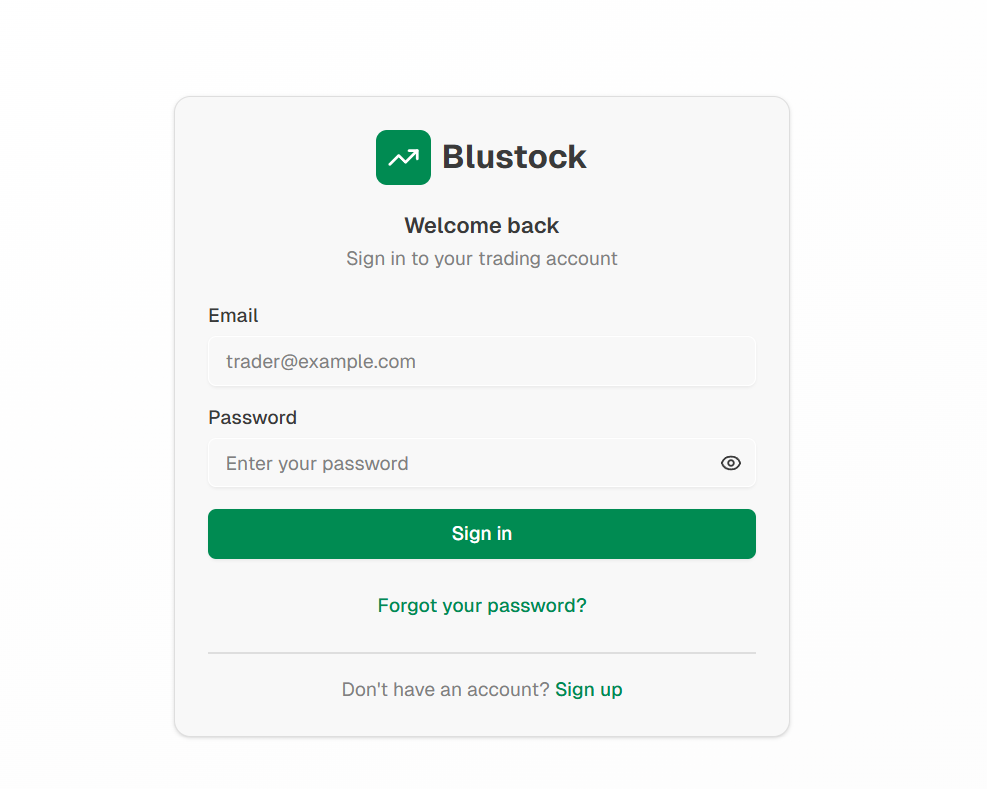 Blustock
Welcome back
Sign in to your trading account
Email
trader@example.com
Password
Enter your password
Sign in
Forgot your password?
Don't have an account? Sign up